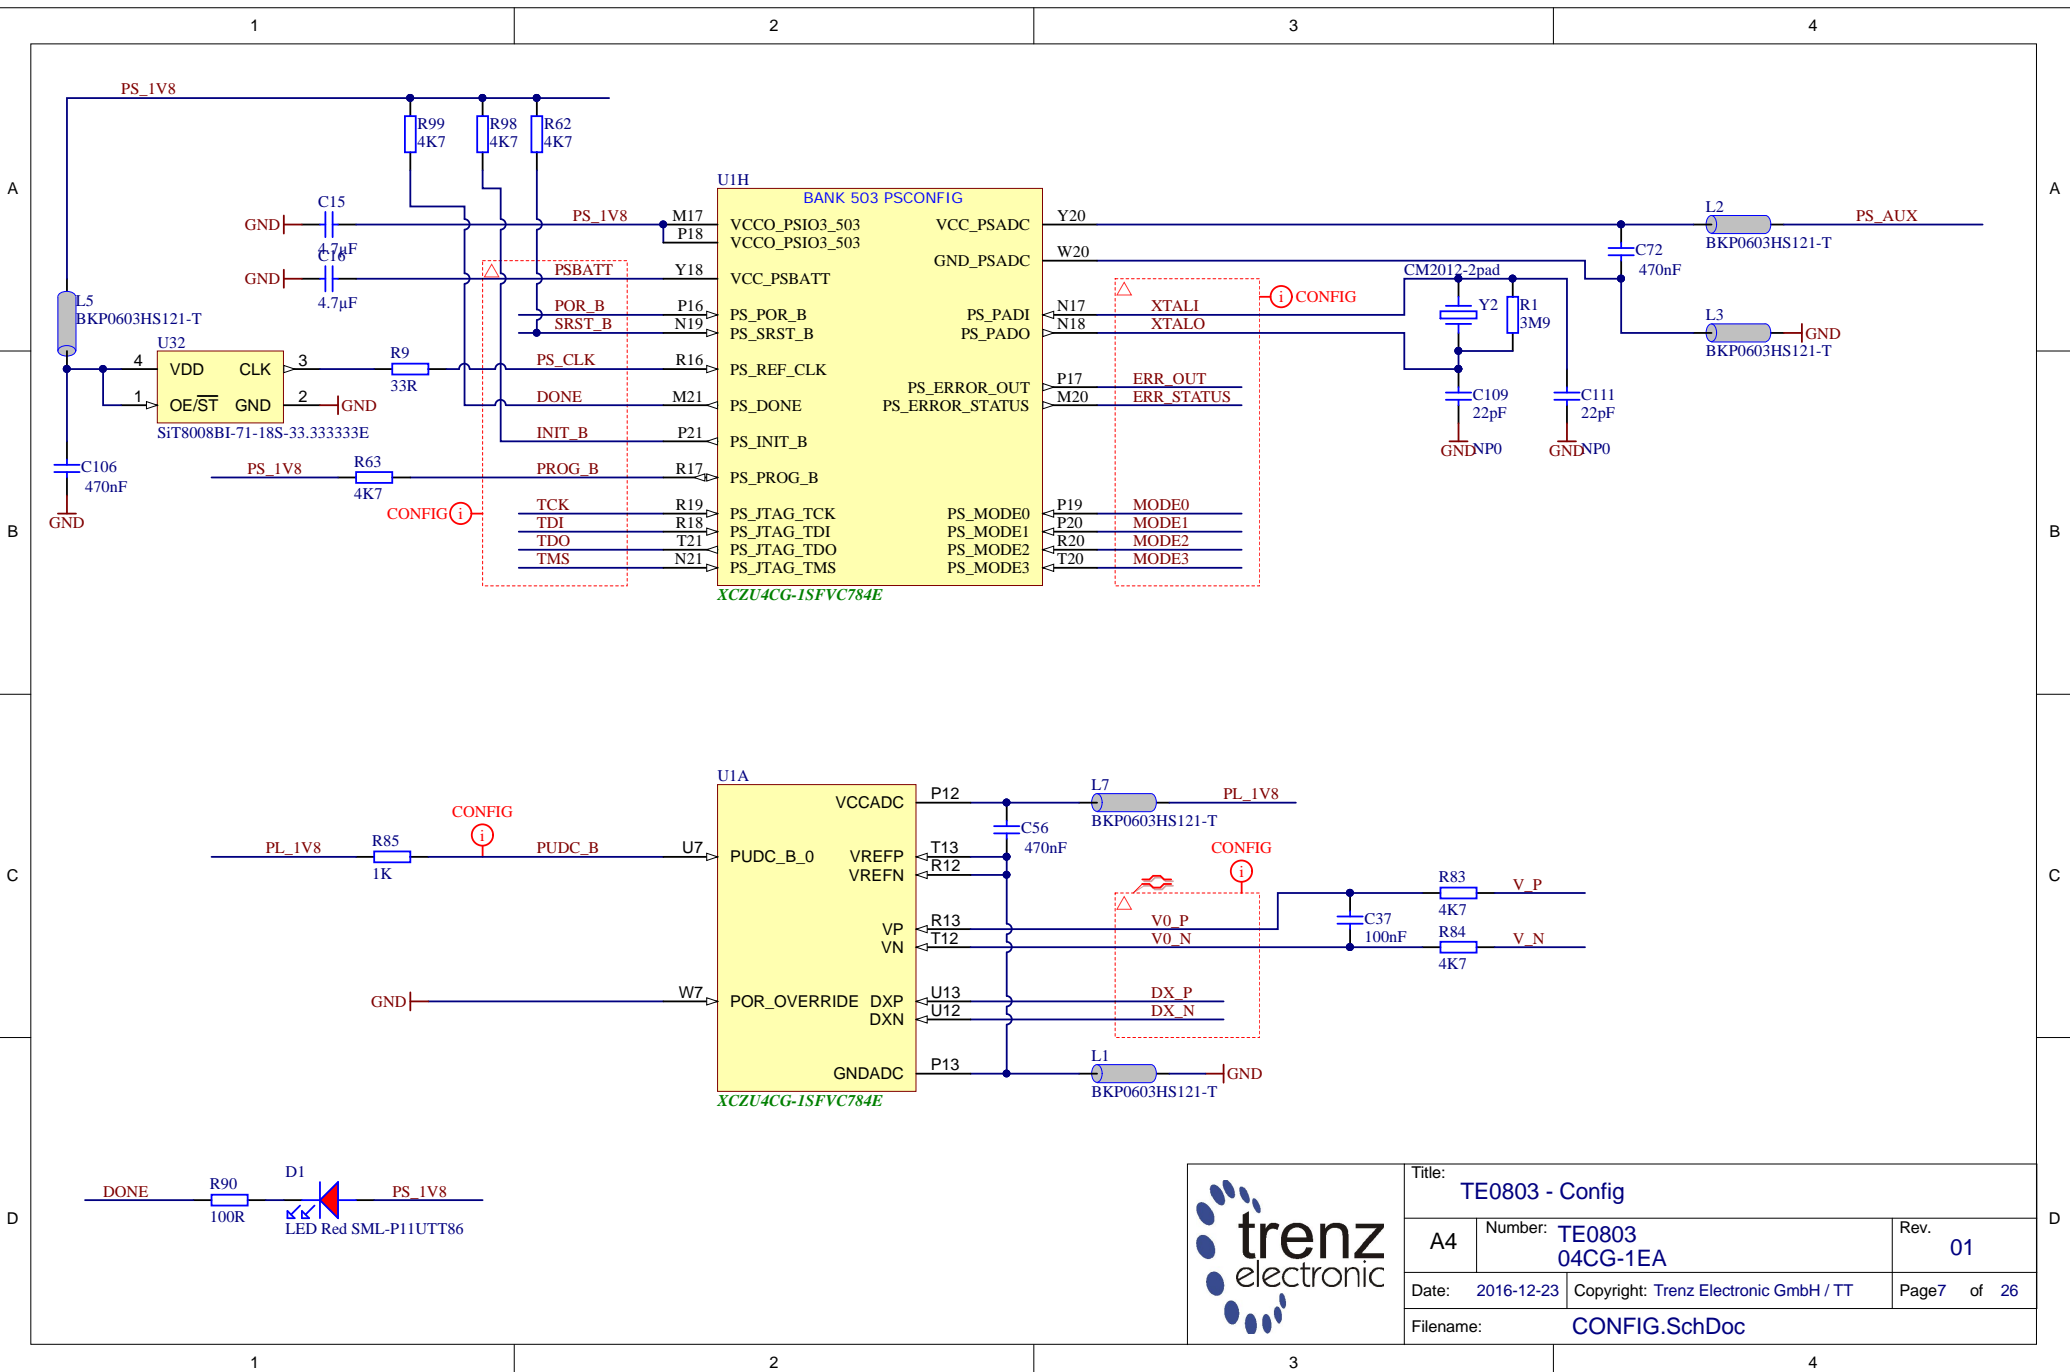 1
2
3
4
A
A
B
B
C
C
D
D
PS_1V8
R99
4K7
R98
4K7
R62
4K7
C15
GND
4.7µF
PS_1V8
C16
GND
4.7µF
PSBATT
POR_B
SRST_B
L5
BKP0603HS121-T
U32
4
VDD
CLK
3
1
OE/ST
GND
2
GND
SiT8008BI-71-18S-33.333333E
R9
33R
PS_CLK
DONE
INIT_B
C106
470nF
GND
PS_1V8
R63
4K7
PROG_B
CONFIG
i
TCK
TDI
TDO
TMS
U1H
BANK 503 PSCONFIG
M17
VCCO_PSIO3_503
P18
VCCO_PSIO3_503
Y18
VCC_PSBATT
P16
PS_POR_B
N19
PS_SRST_B
R16
PS_REF_CLK
M21
PS_DONE
P21
PS_INIT_B
R17
PS_PROG_B
R19
PS_JTAG_TCK
R18
PS_JTAG_TDI
T21
PS_JTAG_TDO
N21
PS_JTAG_TMS
VCC_PSADC
Y20
GND_PSADC
W20
PS_PADI
N17
XTALI
PS_PADO
N18
XTALO
PS_ERROR_OUT
P17
ERR_OUT
PS_ERROR_STATUS
M20
ERR_STATUS
PS_MODE0
P19
MODE0
PS_MODE1
P20
MODE1
PS_MODE2
R20
MODE2
PS_MODE3
T20
MODE3
XCZU4CG-1SFVC784E
i
CONFIG
CM2012-2pad
Y2
R1
3M9
C109
22pF
GND
NP0
C111
22pF
GND
NP0
C72
470nF
L2
BKP0603HS121-T
PS_AUX
L3
BKP0603HS121-T
GND
U1A
PL_1V8
R85
1K
CONFIG
i
PUDC_B
U7
PUDC_B_0
GND
W7
POR_OVERRIDE
VCCADC
P12
VREFP
T13
VREFN
R12
VP
R13
VN
T12
DXP
U13
DXN
U12
GNDADC
P13
XCZU4CG-1SFVC784E
L7
BKP0603HS121-T
PL_1V8
C56
470nF
CONFIG
i
V0_P
V0_N
DX_P
DX_N
C37
100nF
R83
4K7
V_P
R84
4K7
V_N
L1
BKP0603HS121-T
GND
DONE
R90
100R
D1
LED Red SML-P11UTT86
PS_1V8
trenz
electronic
Title:
TE0803 - Config
A4
Number: TE0803
04CG-1EA
Rev.
01
Date: 2016-12-23
Copyright: Trenz Electronic GmbH / TT
Page7 of 26
Filename: CONFIG.SchDoc
1
2
3
4